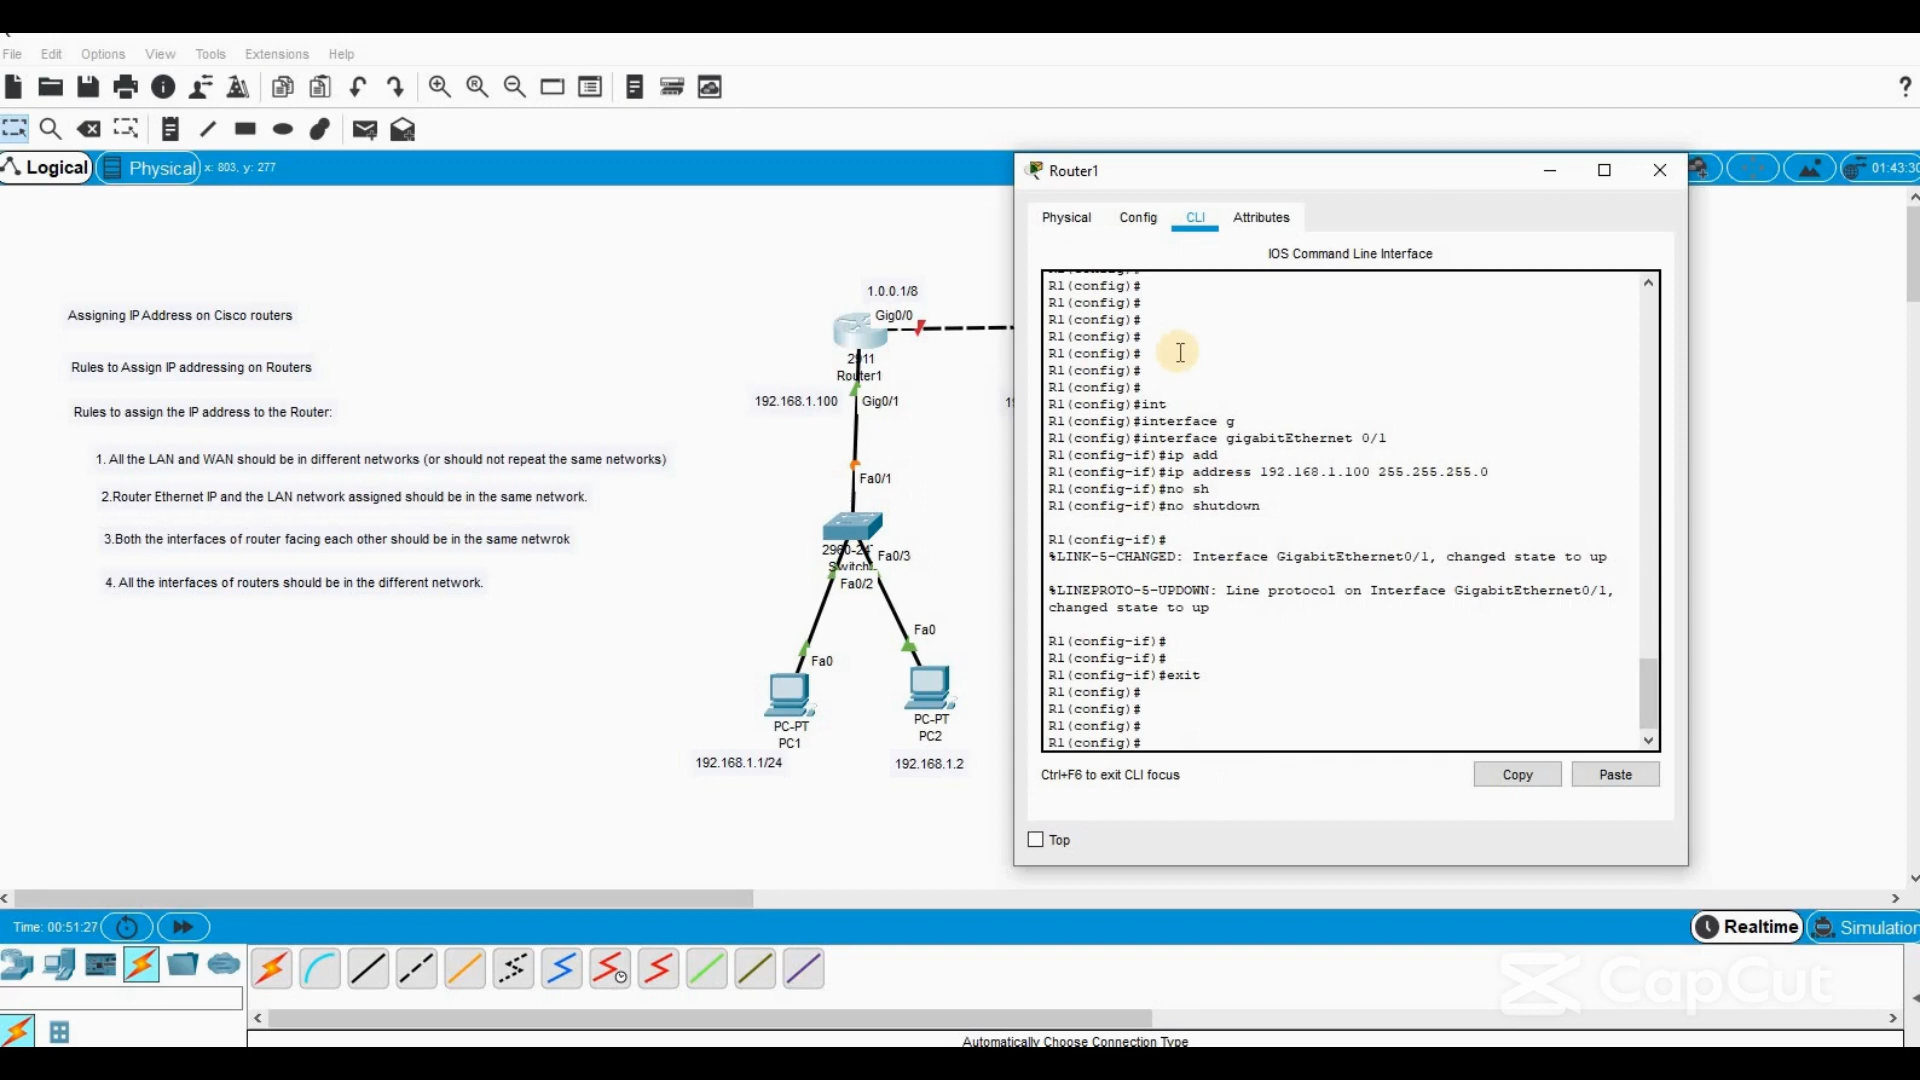 File Edit Options View Tools Extensions Help
?
Logical Physical x: 803, y: 277
01:43:30
Assigning IP Address on Cisco routers
Rules to Assign IP addressing on Routers
Rules to assign the IP address to the Router:
1. All the LAN and WAN should be in different networks (or should not repeat the same networks)
2.Router Ethernet IP and the LAN network assigned should be in the same network.
3.Both the interfaces of router facing each other should be in the same netwrok
4. All the interfaces of routers should be in the different network.
1.0.0.1/8
Gig0/0
2911
Router1
192.168.1.100
Gig0/1
Fa0/1
Fa0/3
Fa0/2
Fa0
Fa0
PC-PT
PC1
PC-PT
PC2
192.168.1.1/24
192.168.1.2
Router1
Physical Config CLI Attributes
IOS Command Line Interface
R1(config)#
R1(config)#
R1(config)#
R1(config)#
R1(config)#
R1(config)#
R1(config)#
R1(config)#int
R1(config)#interface g
R1(config)#interface gigabitEthernet 0/1
R1(config-if)#ip add
R1(config-if)#ip address 192.168.1.100 255.255.255.0
R1(config-if)#no sh
R1(config-if)#no shutdown
R1(config-if)#
%LINK-5-CHANGED: Interface GigabitEthernet0/1, changed state to up
%LINEPROTO-5-UPDOWN: Line protocol on Interface GigabitEthernet0/1,
changed state to up
R1(config-if)#
R1(config-if)#
R1(config-if)#exit
R1(config)#
R1(config)#
R1(config)#
R1(config)#
Ctrl+F6 to exit CLI focus
Copy Paste
Top
Time: 00:51:27
Realtime Simulation
CapCut
Automatically Choose Connection Type